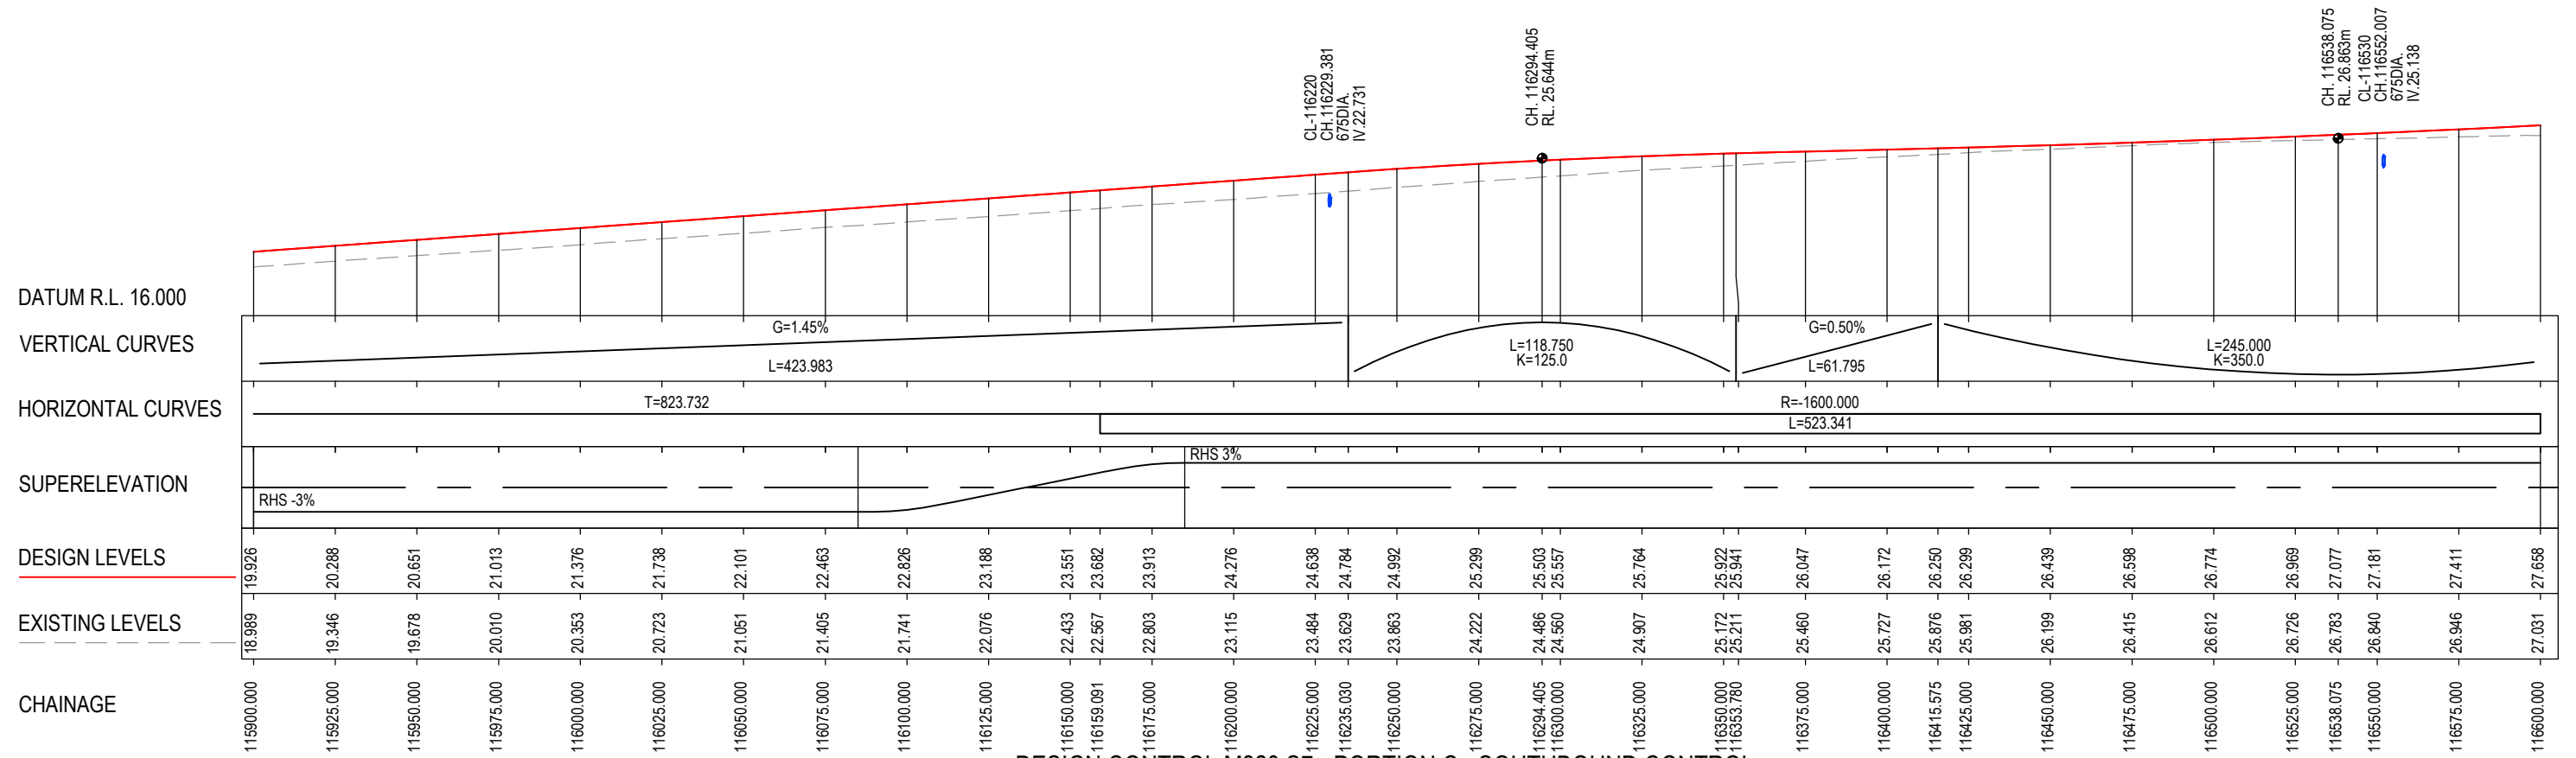 CL-116220
CH.116229.381
675DIA.
IV.22.731
CH. 116294.405
RL. 25.644m
CH. 116538.075
RL. 26.863m
CL-116530
CH.116552.007
675DIA.
IV.25.138
DATUM R.L. 16.000
VERTICAL CURVES
G=1.45%
L=423.983
L=118.750
K=125.0
G=0.50%
L=61.795
L=245.000
K=350.0
HORIZONTAL CURVES
T=823.732
R=-1600.000
L=523.341
SUPERELEVATION
RHS -3%
RHS 3%
DESIGN LEVELS
19.926 20.288 20.651 21.013 21.376 21.738 22.101 22.463 22.826 23.188 23.551 23.682 23.913 24.276 24.638 24.784 24.992 25.299 25.503 25.557 25.764 25.922 25.941 26.047 26.172 26.250 26.299 26.439 26.598 26.774 26.969 27.077 27.181 27.411 27.658
EXISTING LEVELS
18.989 19.346 19.678 20.010 20.353 20.723 21.051 21.405 21.741 22.076 22.433 22.567 22.803 23.115 23.484 23.629 23.863 24.222 24.486 24.560 24.907 25.172 25.211 25.460 25.727 25.876 25.981 26.199 26.415 26.612 26.726 26.783 26.840 26.946 27.031
CHAINAGE
115900.000 115925.000 115950.000 115975.000 116000.000 116025.000 116050.000 116075.000 116100.000 116125.000 116150.000 116159.091 116175.000 116200.000 116225.000 116235.030 116250.000 116275.000 116294.405 116300.000 116325.000 116350.000 116353.780 116375.000 116400.000 116415.575 116425.000 116450.000 116475.000 116500.000 116525.000 116538.075 116550.000 116575.000 116600.000